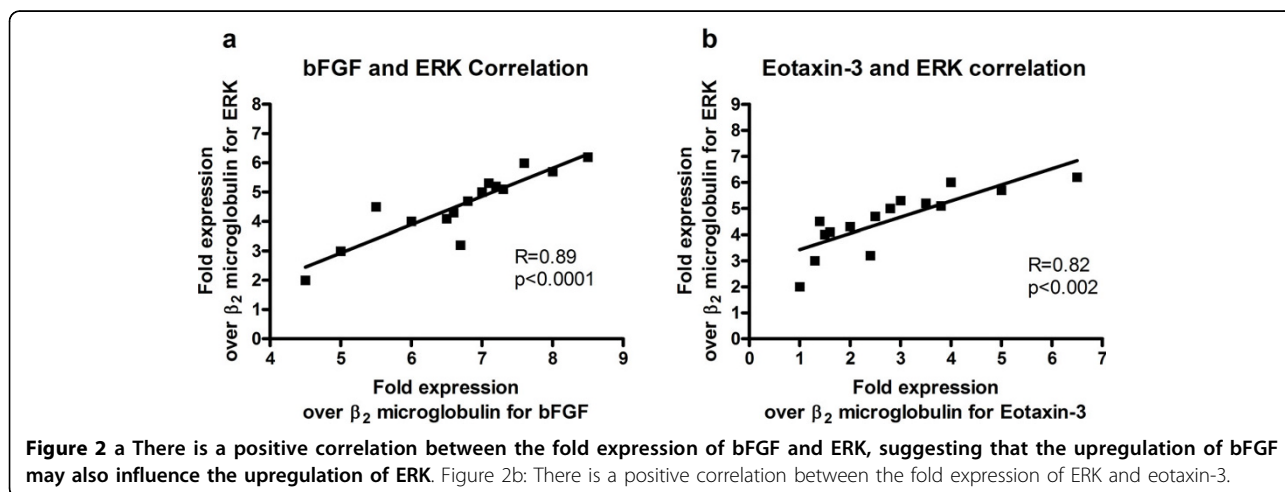 a
bFGF and ERK Correlation
Fold expression
over β2 microglobulin for ERK
8
7
6
5
4
3
2
1
0
4 5 6 7 8 9
R=0.89
p<0.0001
Fold expression
over β2 microglobulin for bFGF
b
Eotaxin-3 and ERK correlation
Fold expression
over β2 microglobulin for ERK
9
8
7
6
5
4
3
2
1
0
0 1 2 3 4 5 6 7
R=0.82
p<0.002
Fold expression
over β2 microglobulin for Eotaxin-3
Figure 2 a There is a positive correlation between the fold expression of bFGF and ERK, suggesting that the upregulation of bFGF
may also influence the upregulation of ERK. Figure 2b: There is a positive correlation between the fold expression of ERK and eotaxin-3.